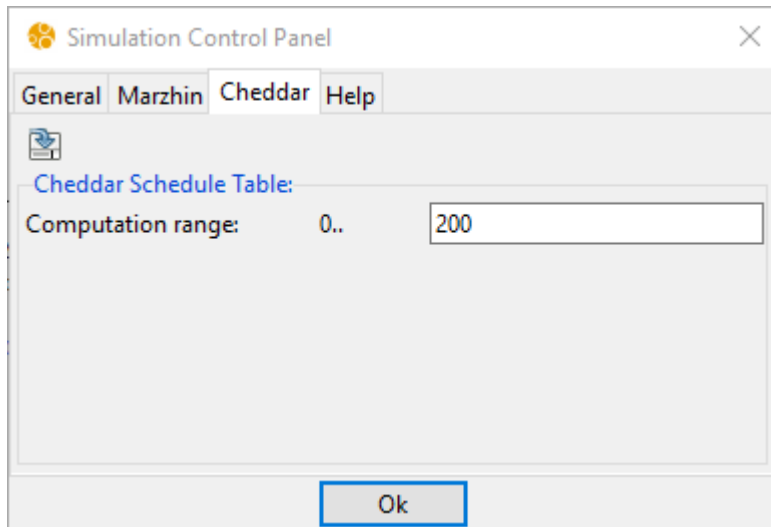 Simulation Control Panel
General Marzhin Cheddar Help
Cheddar Schedule Table:
Computation range: 0.. 200
Ok